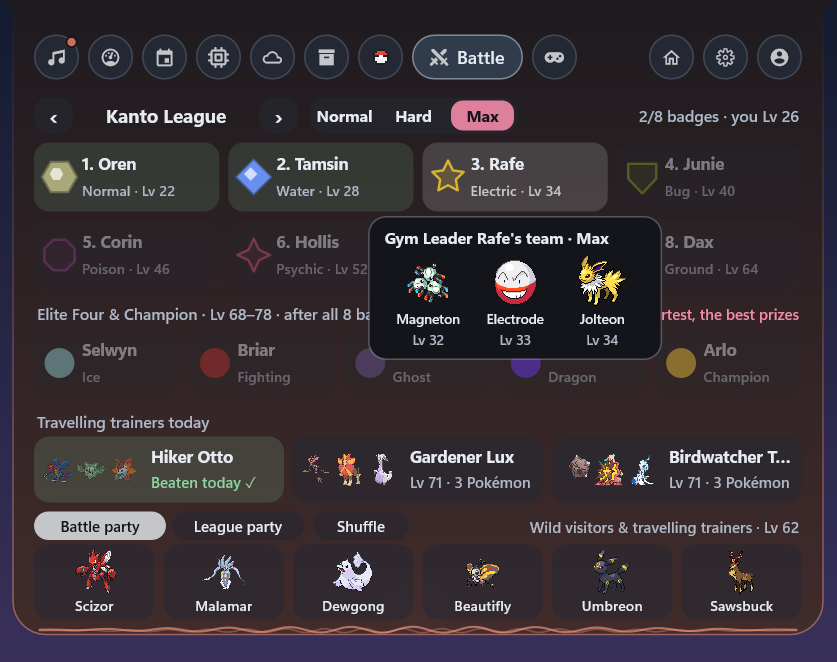 Battle
‹ Kanto League › Normal Hard Max 2/8 badges · you Lv 26
1. Oren
Normal · Lv 22
2. Tamsin
Water · Lv 28
3. Rafe
Electric · Lv 34
4. Junie
Bug · Lv 40
5. Corin
Poison · Lv 46
6. Hollis
Psychic · Lv 52
8. Dax
Ground · Lv 64
Gym Leader Rafe's team · Max
Magneton
Lv 32
Electrode
Lv 33
Jolteon
Lv 34
Elite Four & Champion · Lv 68–78 · after all 8 the best prizes
Selwyn
Ice
Briar
Fighting
Ghost
Dragon
Arlo
Champion
Travelling trainers today
Hiker Otto
Beaten today ✓
Gardener Lux
Lv 71 · 3 Pokémon
Birdwatcher T...
Lv 71 · 3 Pokémon
Battle party League party Shuffle Wild visitors & travelling trainers · Lv 62
Scizor Malamar Dewgong Beautifly Umbreon Sawsbuck